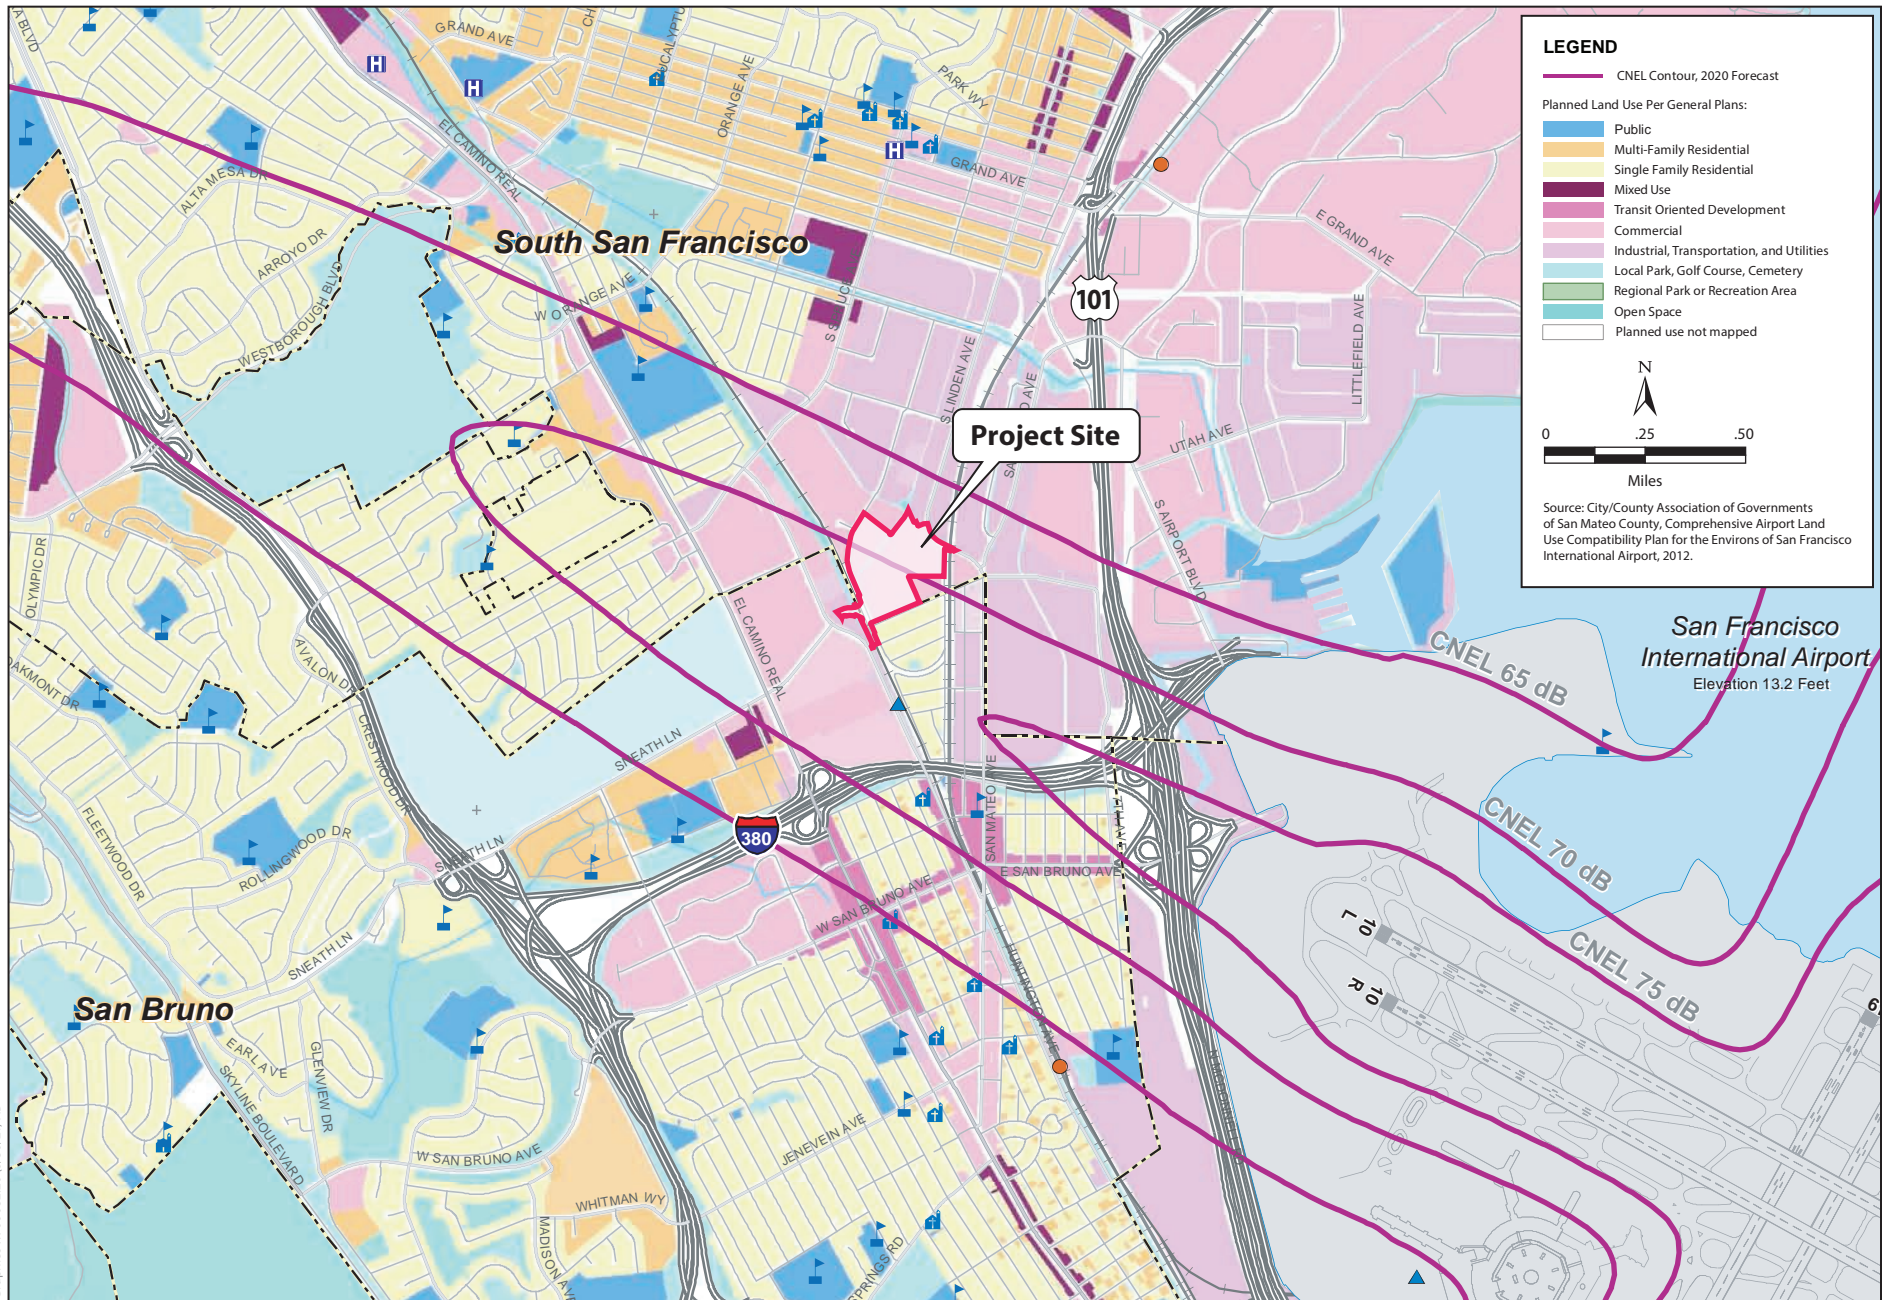 LEGEND
CNEL Contour, 2020 Forecast
Planned Land Use Per General Plans:
Public
Multi-Family Residential
Single Family Residential
Mixed Use
Transit Oriented Development
Commercial
Industrial, Transportation, and Utilities
Local Park, Golf Course, Cemetery
Regional Park or Recreation Area
Open Space
Planned use not mapped
N
0 .25 .50
Miles
Source: City/County Association of Governments
of San Mateo County, Comprehensive Airport Land
Use Compatibility Plan for the Environs of San Francisco
International Airport, 2012.
GRAND AVE
ORANGE AVE
PARK WY
H
H
H
EL CAMINO REAL
GRAND AVE
ALTA MESA DR
ARROYO DR
WESTBOROUGH BLVD
South San Francisco
W ORANGE AVE
101
E GRAND AVE
LITTLEFIELD AVE
S LINDEN AVE
UTAH AVE
Project Site
S AIRPORT BLVD
OLYMPIC DR
AVALON DR
OAKMONT DR
EL CAMINO REAL
CRESTWOOD DR
SNEATH LN
San Francisco
International Airport
Elevation 13.2 Feet
CNEL 65 dB
CNEL 70 dB
CNEL 75 dB
380
SAN MATEO AVE
E SAN BRUNO AVE
W SAN BRUNO AVE
FLEETWOOD DR
ROLLINGWOOD DR
SNEATH LN
SNEATH LN
HUNTINGTON AVE
10
L
10
R
San Bruno
EARL AVE
GLENVIEW DR
SKYLINE BOULEVARD
W SAN BRUNO AVE
JENEVEIN AVE
WHITMAN WY